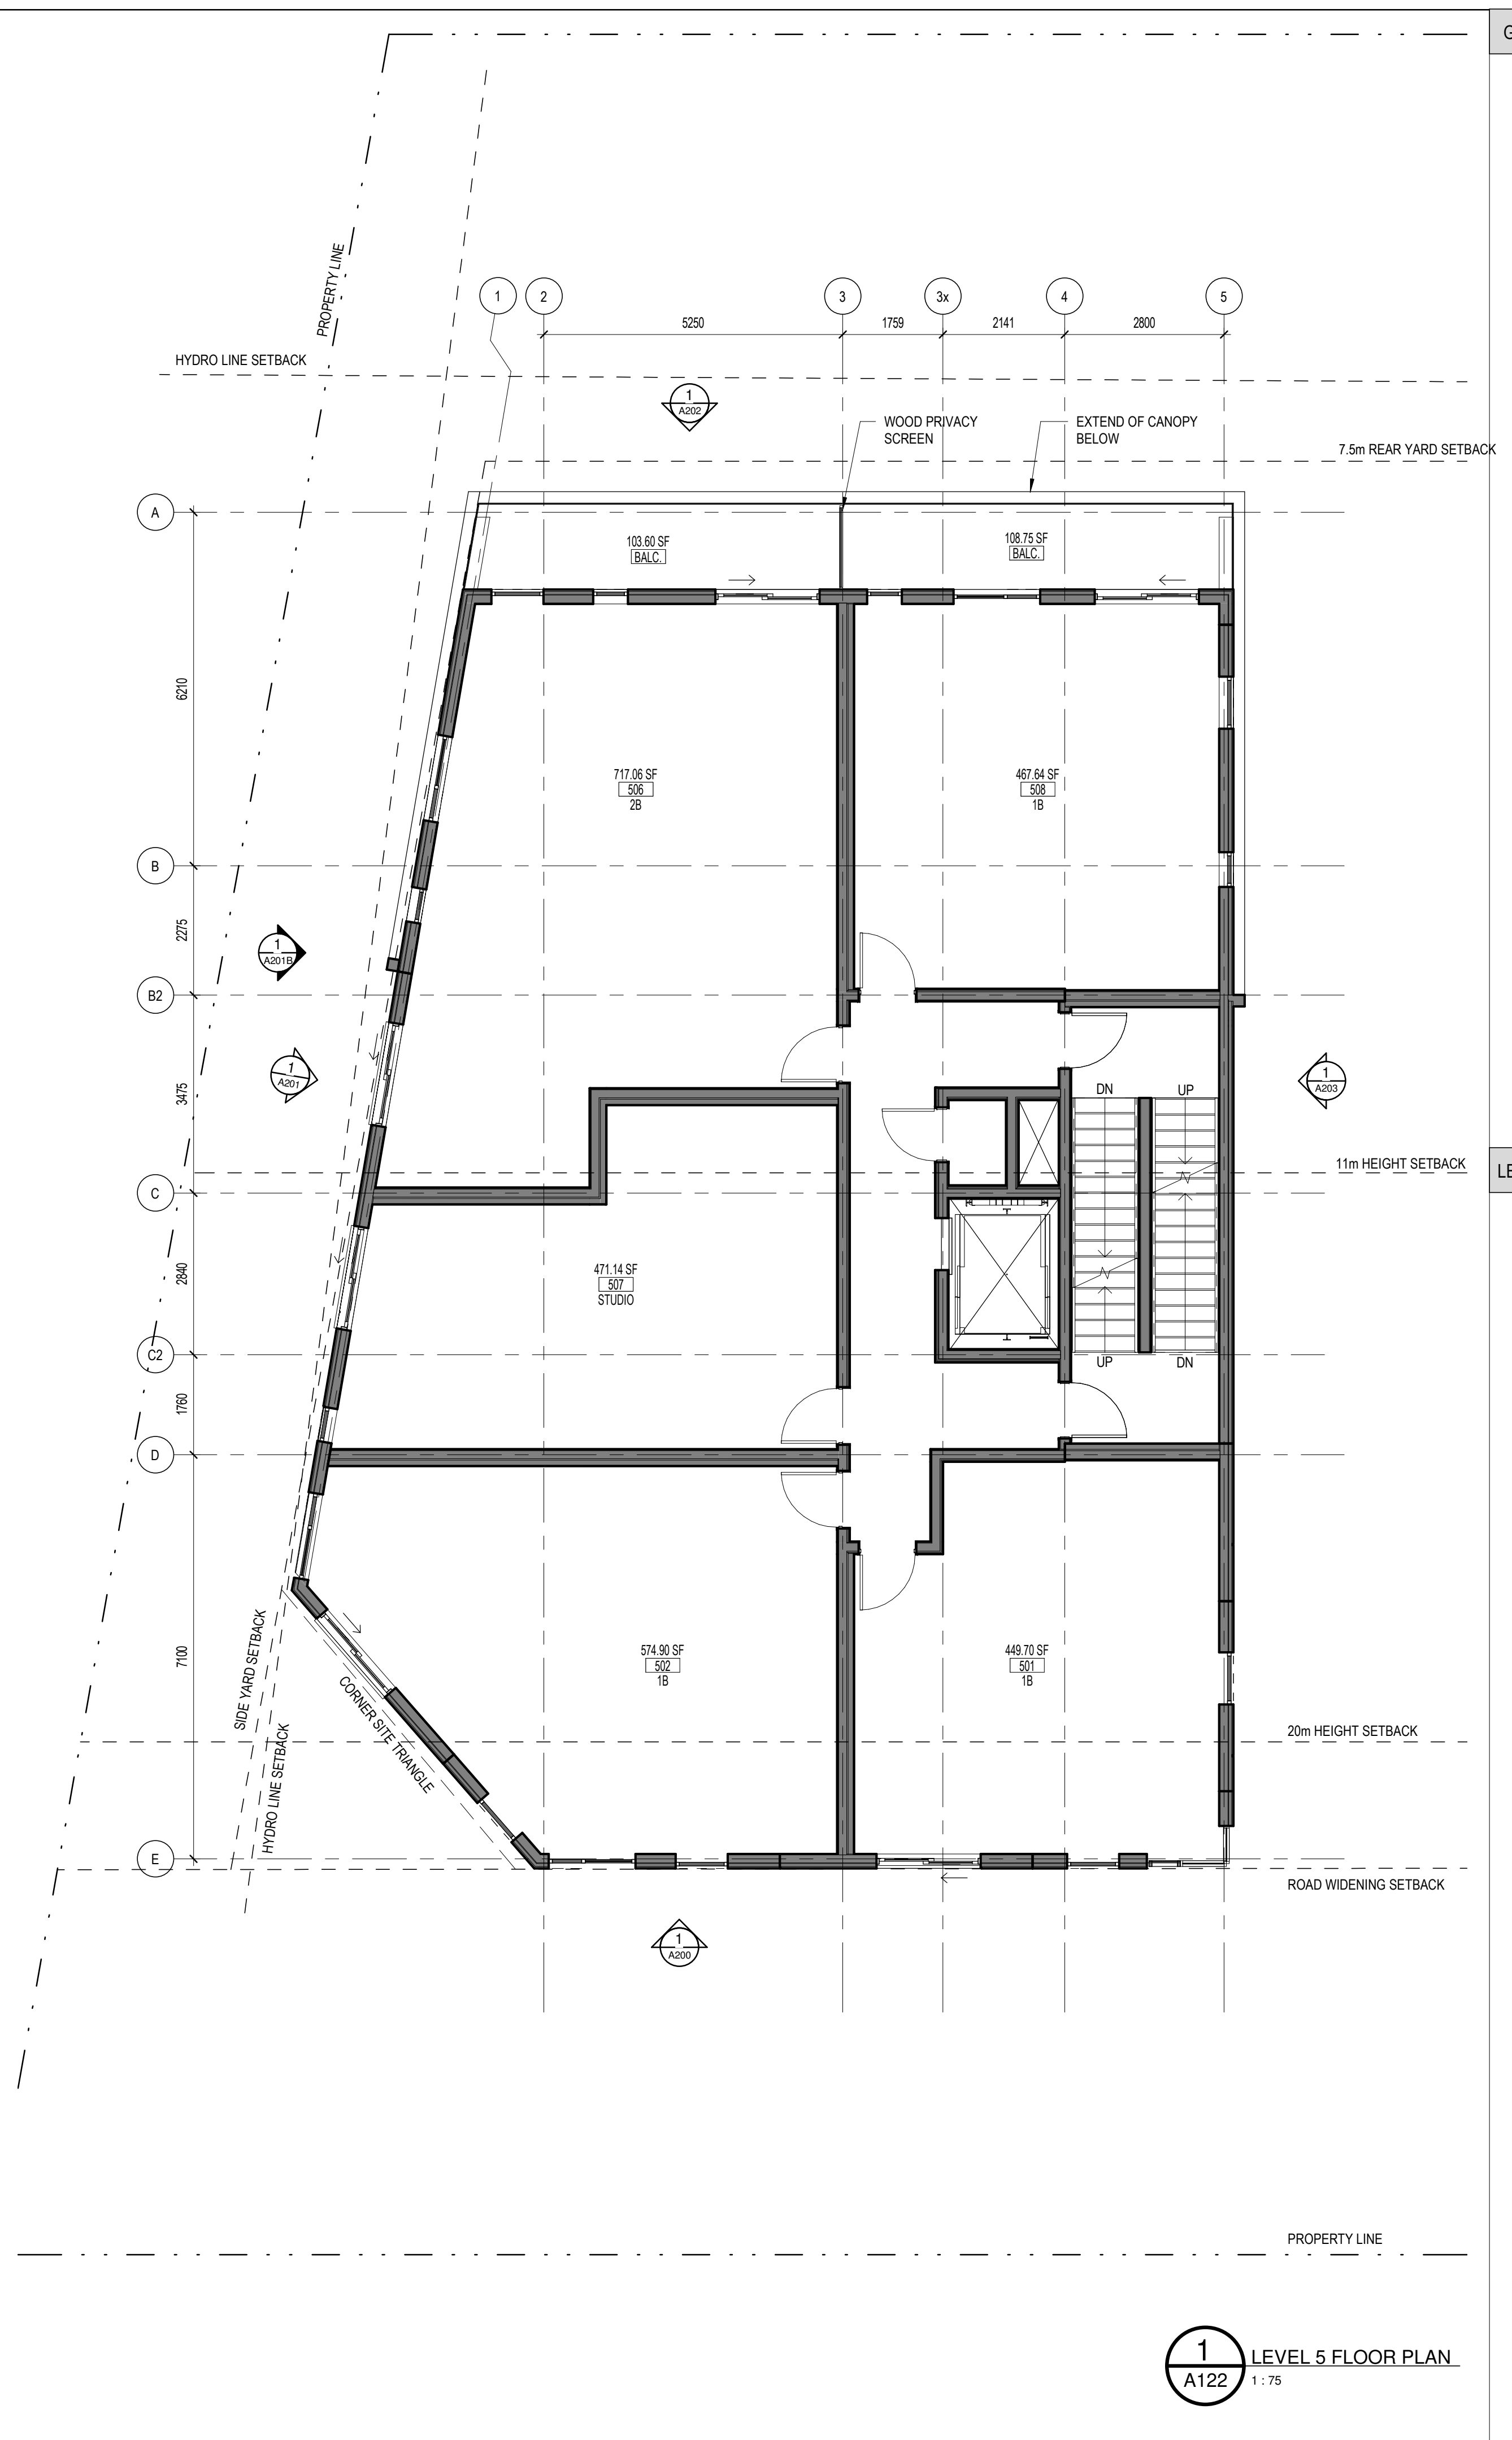 G
PROPERTY LINE
1
2
3
3x
4
5
5250
1759
2141
2800
HYDRO LINE SETBACK
1
A202
WOOD PRIVACY
SCREEN
EXTEND OF CANOPY
BELOW
7.5m REAR YARD SETBACK
A
103.60 SF
BALC.
108.75 SF
BALC.
6210
717.06 SF
506
2B
467.64 SF
508
1B
B
2275
1
A201B
B2
1
A201
3475
1
A203
DN
UP
11m HEIGHT SETBACK
LE
C
2840
471.14 SF
507
STUDIO
C2
UP
DN
1760
D
7100
SIDE YARD SETBACK
HYDRO LINE SETBACK
CORNER SITE TRIANGLE
574.90 SF
502
1B
449.70 SF
501
1B
20m HEIGHT SETBACK
E
ROAD WIDENING SETBACK
1
A200
PROPERTY LINE
1
A122
LEVEL 5 FLOOR PLAN
1 : 75